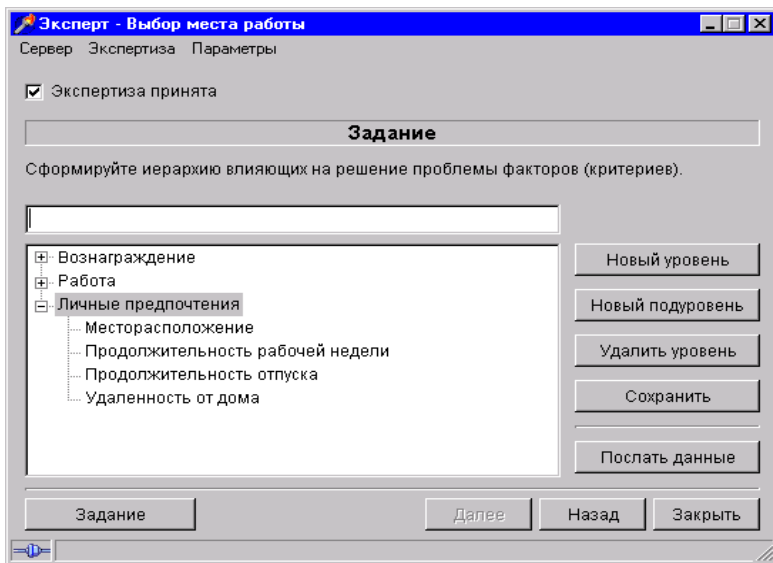 Эксперт - Выбор места работы
Сервер Экспертиза Параметры
Экспертиза принята
Задание
Сформируйте иерархию влияющих на решение проблемы факторов (критериев).
Вознаграждение
Работа
Личные предпочтения
Месторасположение
Продолжительность рабочей недели
Продолжительность отпуска
Удаленность от дома
Новый уровень
Новый подуровень
Удалить уровень
Сохранить
Послать данные
Задание
Далее
Назад
Закрыть